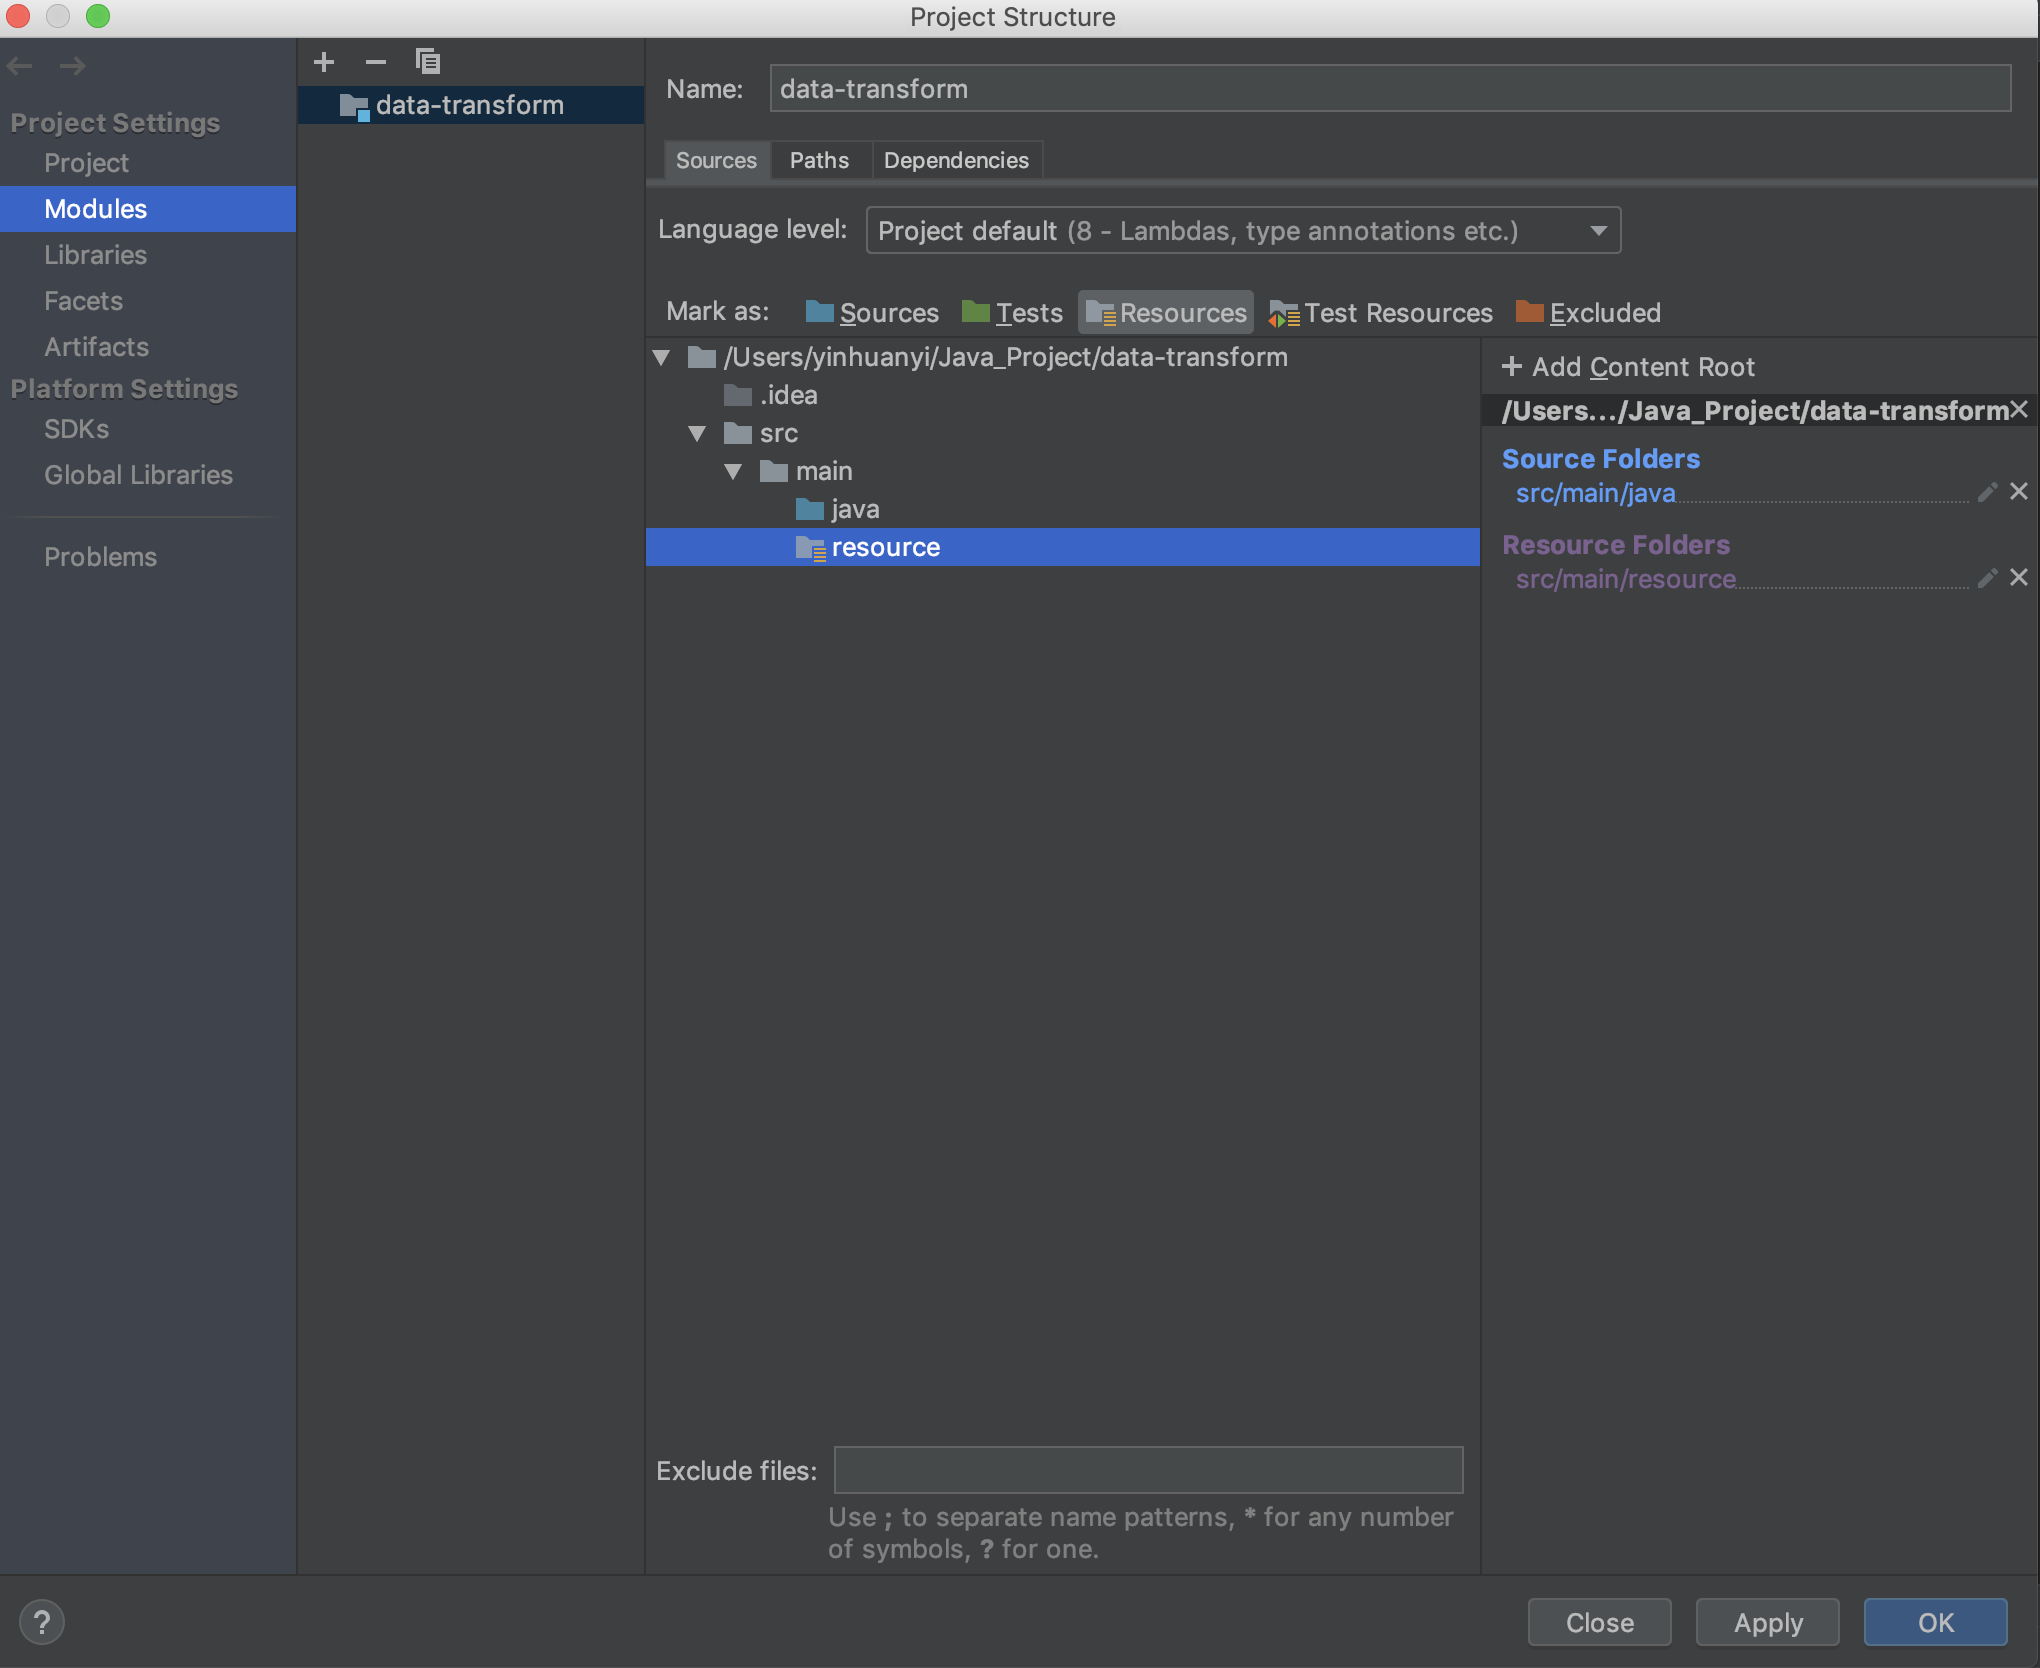 Project Structure
Project Settings
Project
Modules
Libraries
Facets
Artifacts
Platform Settings
SDKs
Global Libraries
Problems
data-transform
Name: data-transform
Sources Paths Dependencies
Language level: Project default (8 - Lambdas, type annotations etc.)
Mark as: Sources Tests Resources Test Resources Excluded
/Users/yinhuanyi/Java_Project/data-transform
.idea
src
main
java
resource
Exclude files:
Use ; to separate name patterns, * for any number
of symbols, ? for one.
+ Add Content Root
/Users.../Java_Project/data-transform
Source Folders
src/main/java
Resource Folders
src/main/resource
?
Close Apply OK